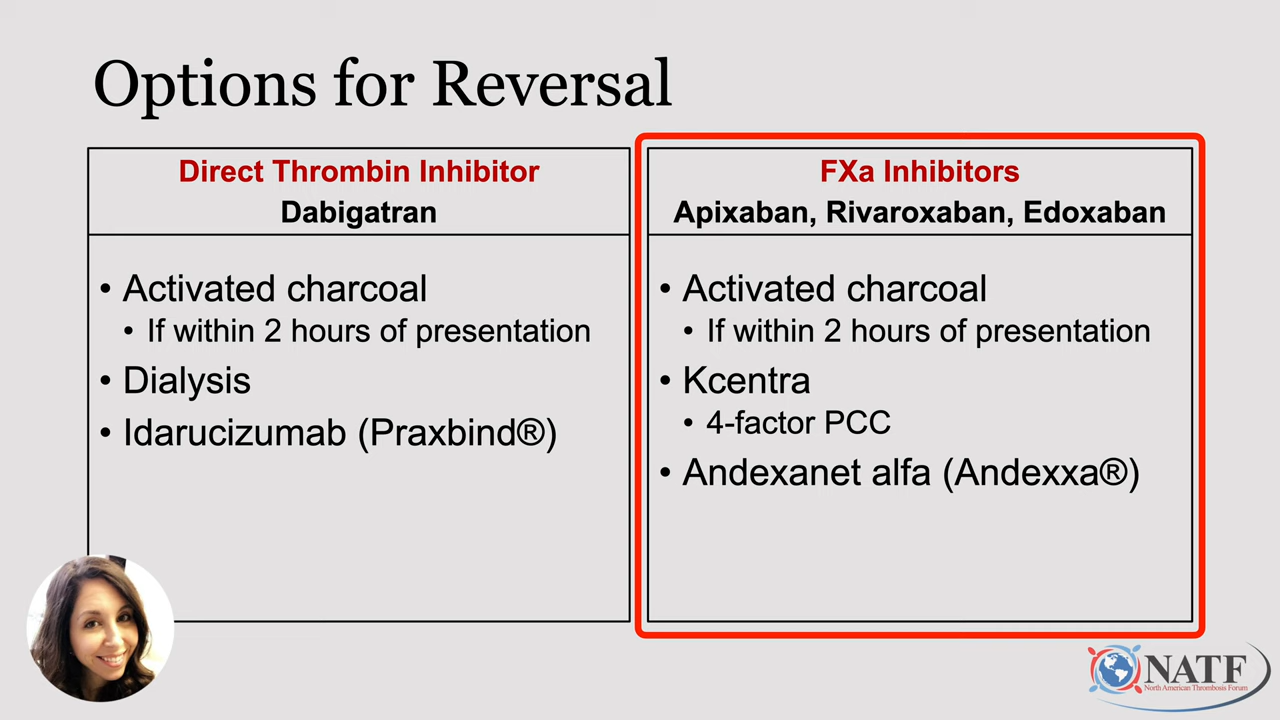 Options for Reversal
Direct Thrombin Inhibitor
Dabigatran
• Activated charcoal
• If within 2 hours of presentation
• Dialysis
• Idarucizumab (Praxbind®)
FXa Inhibitors
Apixaban, Rivaroxaban, Edoxaban
• Activated charcoal
• If within 2 hours of presentation
• Kcentra
• 4-factor PCC
• Andexanet alfa (Andexxa®)
NATF
North American Thrombosis Forum